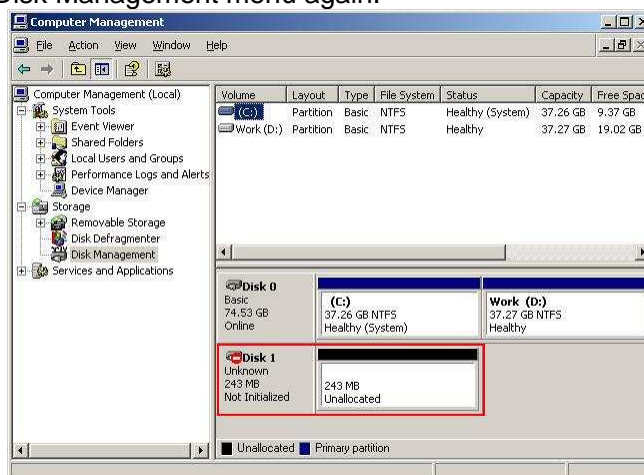 Disk Management menu again.
Computer Management
File Action View Window Help
Computer Management (Local)
System Tools
Event Viewer
Shared Folders
Local Users and Groups
Performance Logs and Alerts
Device Manager
Storage
Removable Storage
Disk Defragmenter
Disk Management
Services and Applications
Volume Layout Type File System Status Capacity Free Spac
(C:) Partition Basic NTFS Healthy (System) 37.26 GB 9.37 GB
Work (D:) Partition Basic NTFS Healthy 37.27 GB 19.02 GB
Disk 0
Basic
74.53 GB
Online
(C:)
37.26 GB NTFS
Healthy (System)
Work (D:)
37.27 GB NTFS
Healthy
Disk 1
Unknown
243 MB
Not Initialized
243 MB
Unallocated
Unallocated Primary partition